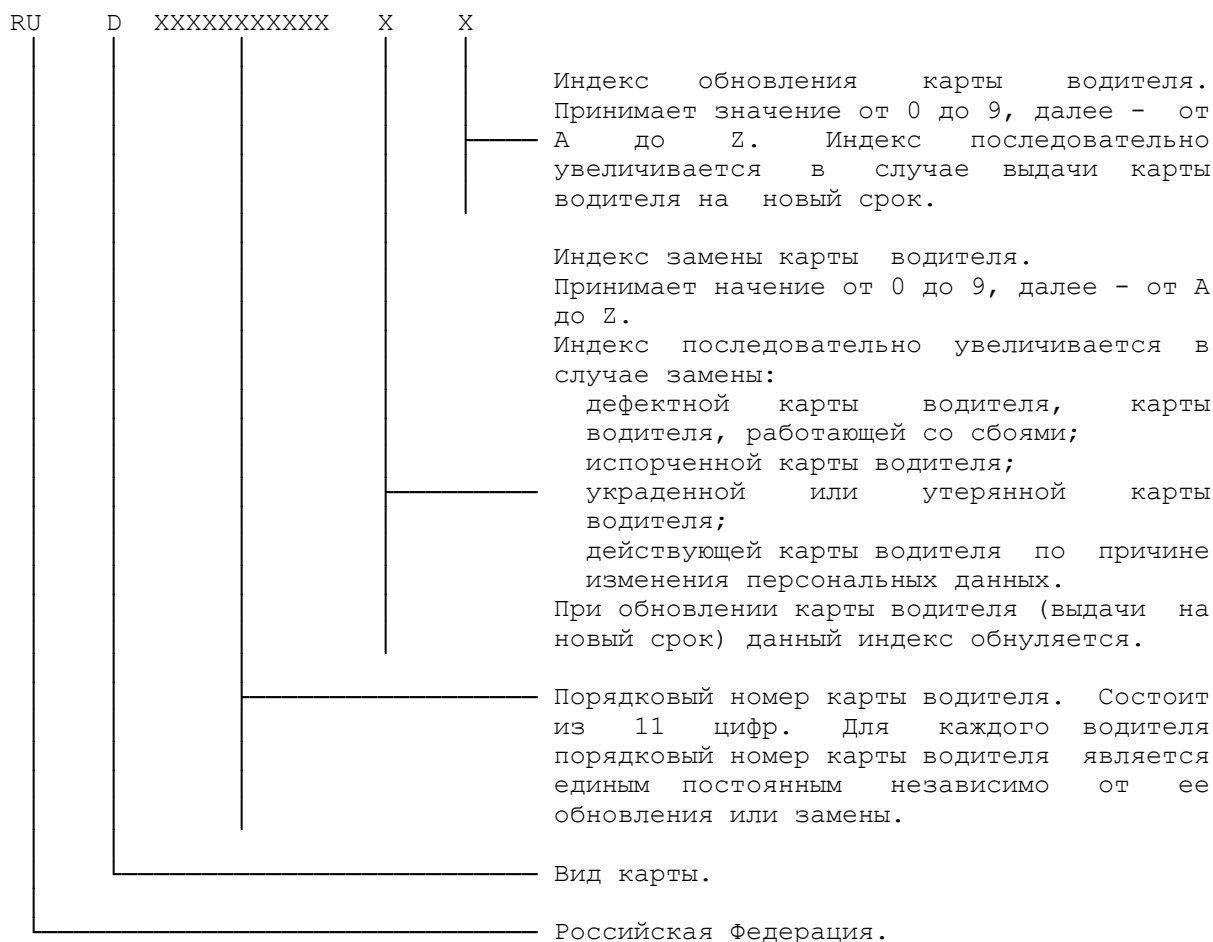 RU D XXXXXXXXXXX X X
Индекс обновления карты водителя.
Принимает значение от 0 до 9, далее - от
A до Z. Индекс последовательно
увеличивается в случае выдачи карты
водителя на новый срок.
Индекс замены карты водителя.
Принимает начение от 0 до 9, далее - от A
до Z.
Индекс последовательно увеличивается в
случае замены:
дефектной карты водителя, карты
водителя, работающей со сбоями;
испорченной карты водителя;
украденной или утерянной карты
водителя;
действующей карты водителя по причине
изменения персональных данных.
При обновлении карты водителя (выдачи на
новый срок) данный индекс обнуляется.
Порядковый номер карты водителя. Состоит
из 11 цифр. Для каждого водителя
порядковый номер карты водителя является
единым постоянным независимо от ее
обновления или замены.
Вид карты.
Российская Федерация.